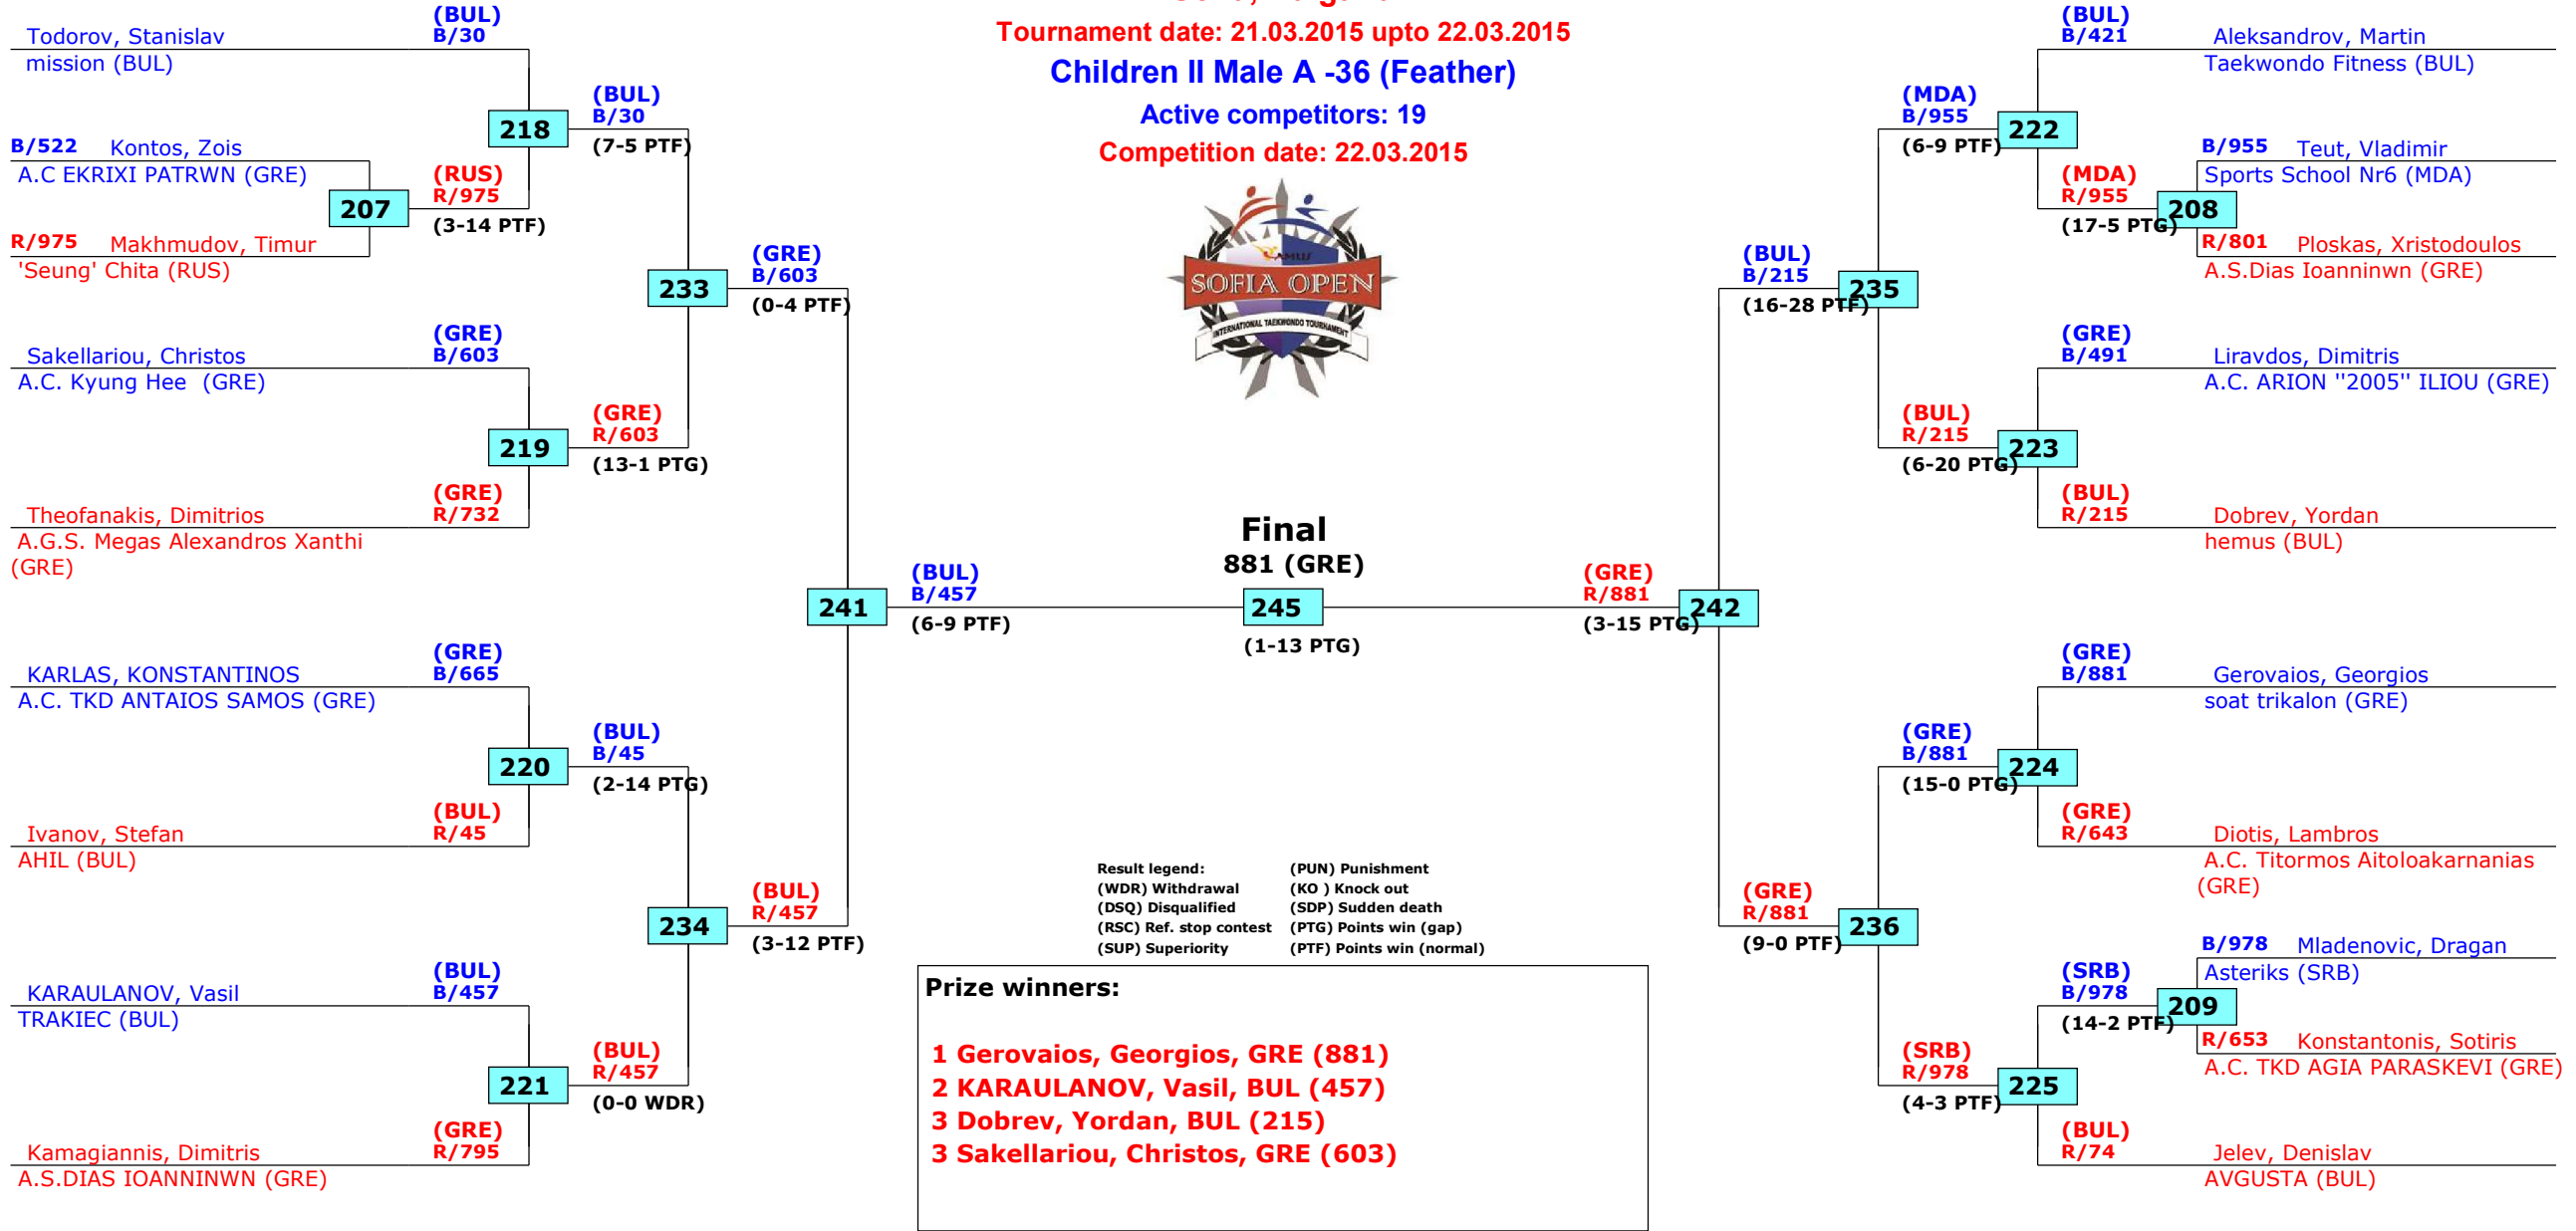 Tournament date: 21.03.2015 upto 22.03.2015
Children II Male A -36 (Feather)
Active competitors: 19
Competition date: 22.03.2015
SOFIA OPEN
INTERNATIONAL TAEKWONDO TOURNAMENT
(BUL)
Todorov, Stanislav B/30
mission (BUL)
B/522 Kontos, Zois
A.C EKRIXI PATRWN (GRE)
207
R/975 Makhmudov, Timur
'Seung' Chita (RUS)
(RUS)
R/975
(3-14 PTF)
218
(BUL)
B/30
(7-5 PTF)
(GRE)
Sakellariou, Christos B/603
A.C. Kyung Hee (GRE)
219
(GRE)
Theofanakis, Dimitrios R/732
A.G.S. Megas Alexandros Xanthi
(GRE)
(GRE)
R/603
(13-1 PTG)
233
(GRE)
B/603
(0-4 PTF)
(GRE)
KARLAS, KONSTANTINOS B/665
A.C. TKD ANTAIOS SAMOS (GRE)
220
(BUL)
Ivanov, Stefan R/45
AHIL (BUL)
(BUL)
B/45
(2-14 PTG)
234
(BUL)
R/457
(3-12 PTF)
(BUL)
KARAULANOV, Vasil B/457
TRAKIEC (BUL)
221
(GRE)
Kamagiannis, Dimitris R/795
A.S.DIAS IOANNINWN (GRE)
(BUL)
R/457
(0-0 WDR)
241
(BUL)
B/457
(6-9 PTF)
Final
881 (GRE)
245
(1-13 PTG)
(GRE)
R/881
(3-15 PTG)
242
(BUL)
B/215
(16-28 PTF)
235
(MDA)
B/955
(6-9 PTF)
222
(BUL)
B/421 Aleksandrov, Martin
Taekwondo Fitness (BUL)
(MDA)
R/955
(17-5 PTG)
208
B/955 Teut, Vladimir
Sports School Nr6 (MDA)
R/801 Ploskas, Xristodoulos
A.S.Dias Ioanninwn (GRE)
(BUL)
R/215
(6-20 PTG)
223
(GRE)
B/491 Liravdos, Dimitris
A.C. ARION "2005" ILIOU (GRE)
(BUL)
R/215 Dobrev, Yordan
hemus (BUL)
(GRE)
R/881
(9-0 PTF)
236
(GRE)
B/881
(15-0 PTG)
224
(GRE)
B/881 Gerovaios, Georgios
soat trikalon (GRE)
(GRE)
R/643 Diotis, Lambros
A.C. Titormos Aitoloakarnanias
(GRE)
(SRB)
R/978
(4-3 PTF)
225
(SRB)
B/978
(14-2 PTF)
209
B/978 Mladenovic, Dragan
Asteriks (SRB)
R/653 Konstantonis, Sotiris
A.C. TKD AGIA PARASKEVI (GRE)
(BUL)
R/74 Jelev, Denislav
AVGUSTA (BUL)
Result legend: (PUN) Punishment
(WDR) Withdrawal (KO ) Knock out
(DSQ) Disqualified (SDP) Sudden death
(RSC) Ref. stop contest (PTG) Points win (gap)
(SUP) Superiority (PTF) Points win (normal)
Prize winners:
1 Gerovaios, Georgios, GRE (881)
2 KARAULANOV, Vasil, BUL (457)
3 Dobrev, Yordan, BUL (215)
3 Sakellariou, Christos, GRE (603)